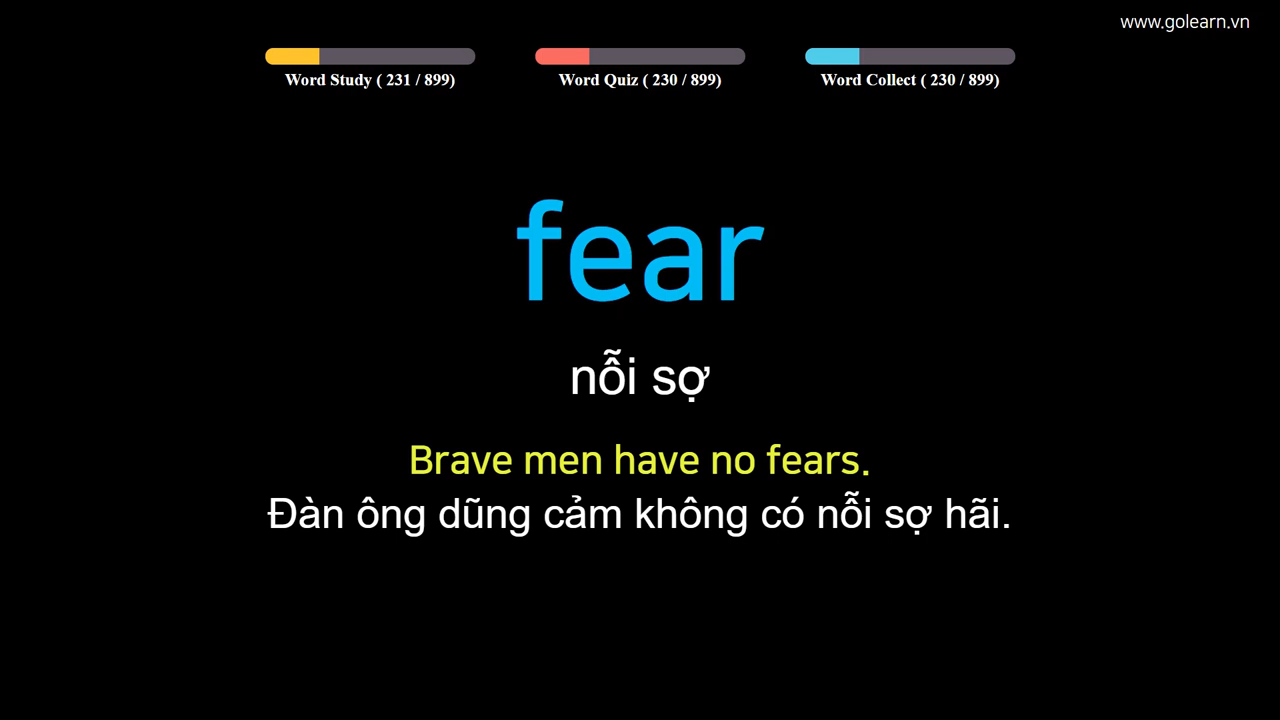 www.golearn.vn
Word Study ( 231 / 899) Word Quiz ( 230 / 899) Word Collect ( 230 / 899)
fear
nỗi sợ
Brave men have no fears.
Đàn ông dũng cảm không có nỗi sợ hãi.